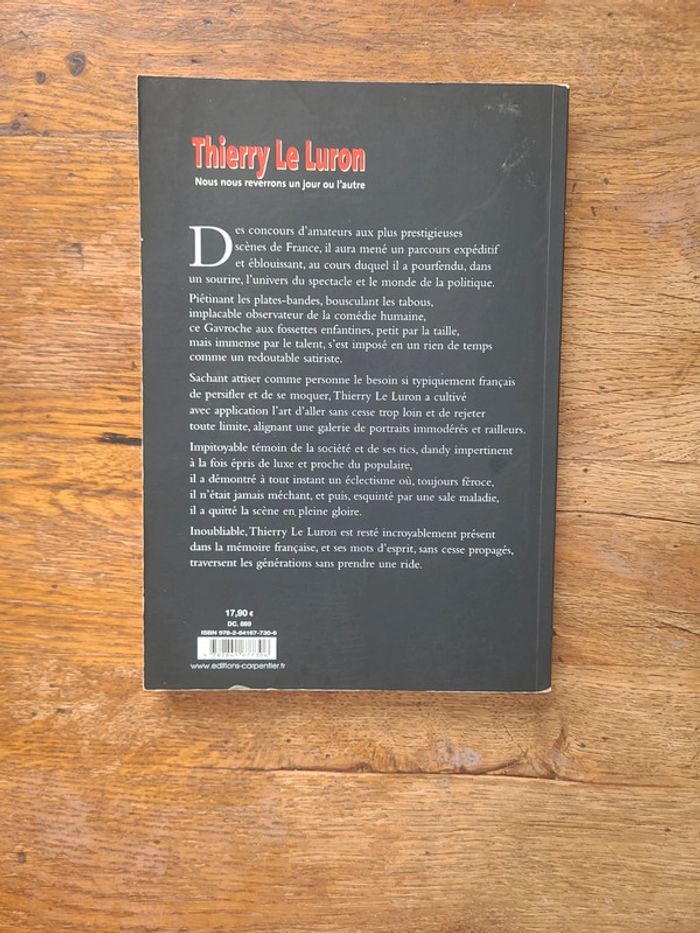 Thierry Le Luron
Nous nous reverrons un jour ou l'autre
Des concours d'amateurs aux plus prestigieuses
scènes de France, il aura mené un parcours expéditif
et éblouissant, au cours duquel il a pourfendu, dans
un sourire, l'univers du spectacle et le monde de la politique.
Piétinant les plates-bandes, bousculant les tabous,
implacable observateur de la comédie humaine,
ce Gavroche aux fossettes enfantines, petit par la taille,
mais immense par le talent, s'est imposé en un rien de temps
comme un redoutable satiriste.
Sachant attiser comme personne le besoin si typiquement français
de persifler et de se moquer, Thierry Le Luron a cultivé
avec application l'art d'aller sans cesse trop loin et de rejeter
toute limite, alignant une galerie de portraits immodérés et railleurs.
Impitoyable témoin de la société et de ses tics, dandy impertinent
à la fois épris de luxe et proche du populaire,
il a démontré à tout instant un éclectisme où, toujours féroce,
il n'était jamais méchant, et puis, esquinté par une sale maladie,
il a quitté la scène en pleine gloire.
Inoubliable, Thierry Le Luron est resté incroyablement présent
dans la mémoire française, et ses mots d'esprit, sans cesse propagés,
traversent les générations sans prendre une ride.
17,90 €
DC. 869
ISBN 978-2-84167-730-6
www.editions-carpentier.fr